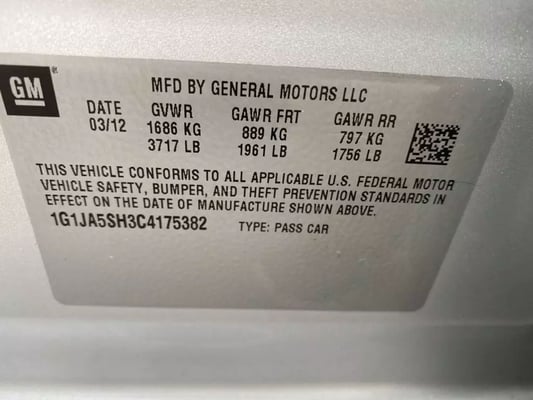 GM
®
MFD BY GENERAL MOTORS LLC
DATE GVWR GAWR FRT GAWR RR
03/12 1686 KG 889 KG 797 KG
3717 LB 1961 LB 1756 LB
THIS VEHICLE CONFORMS TO ALL APPLICABLE U.S. FEDERAL MOTOR
VEHICLE SAFETY, BUMPER, AND THEFT PREVENTION STANDARDS IN
EFFECT ON THE DATE OF MANUFACTURE SHOWN ABOVE.
1G1JA5SH3C4175382 TYPE: PASS CAR